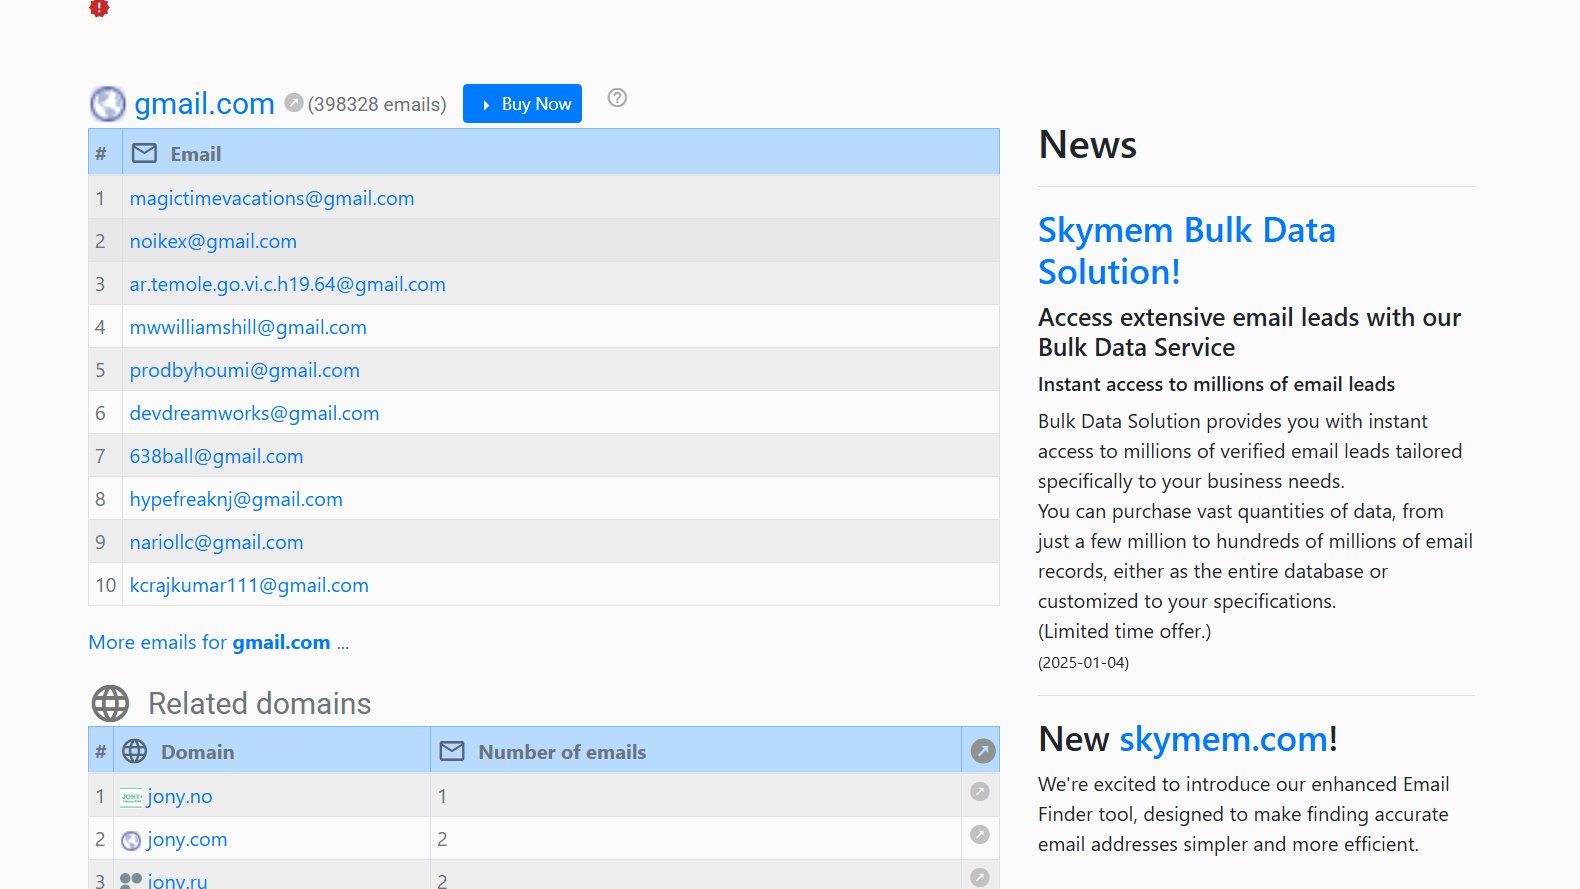 gmail.com (398328 emails) Buy Now
# Email
1 magictimevacations@gmail.com
2 noikex@gmail.com
3 ar.temole.go.vi.c.h19.64@gmail.com
4 mwwilliamshill@gmail.com
5 prodbyhoumi@gmail.com
6 devdreamworks@gmail.com
7 638ball@gmail.com
8 hypefreaknj@gmail.com
9 nariollc@gmail.com
10 kcrajkumar111@gmail.com
More emails for gmail.com ...
Related domains
# Domain Number of emails
1 jony.no 1
2 jony.com 2
3 jony.ru 2
News
Skymem Bulk Data
Solution!
Access extensive email leads with our
Bulk Data Service
Instant access to millions of email leads
Bulk Data Solution provides you with instant
access to millions of verified email leads tailored
specifically to your business needs.
You can purchase vast quantities of data, from
just a few million to hundreds of millions of email
records, either as the entire database or
customized to your specifications.
(Limited time offer.)
(2025-01-04)
New skymem.com!
We're excited to introduce our enhanced Email
Finder tool, designed to make finding accurate
email addresses simpler and more efficient.